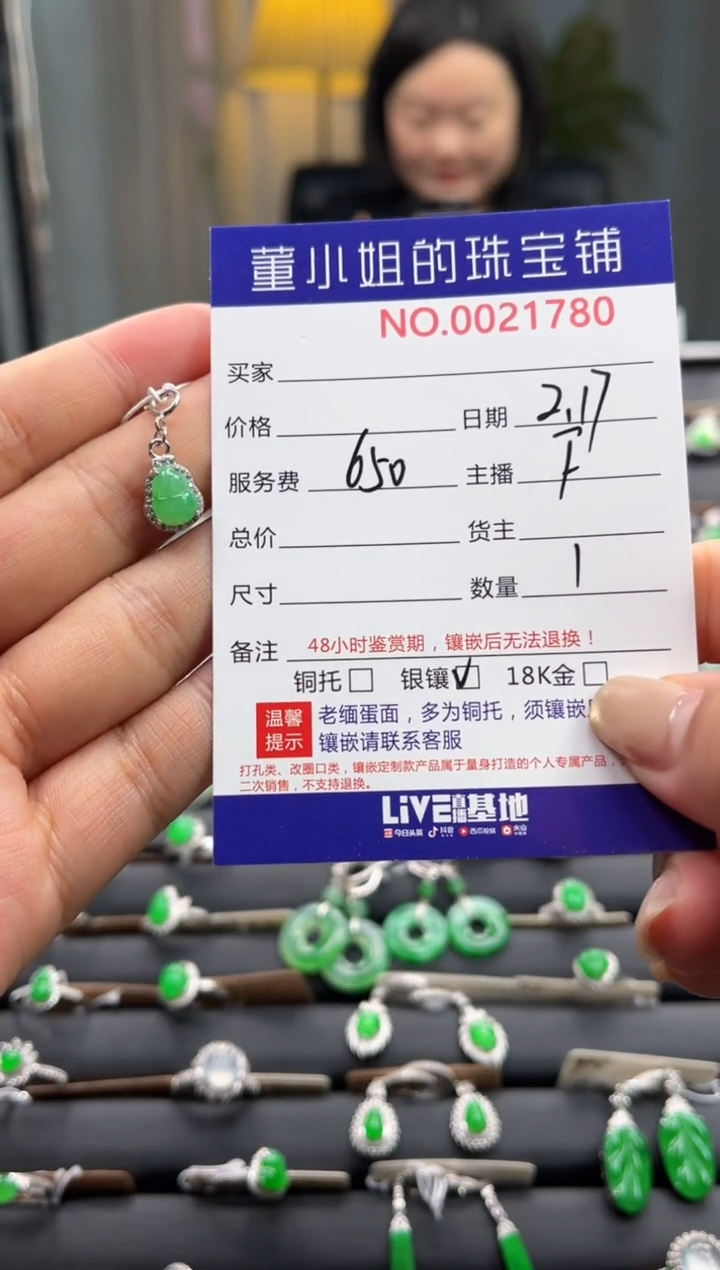 董小姐的珠宝铺
NO.0021780
买家
价格 日期 2.17
服务费 650 主播
总价 货主
尺寸 数量 1
备注 48小时鉴赏期，镶嵌后无法退换！
铜托 银镶 ✓ 18K金
温馨提示 老缅蛋面，多为铜托，须镶嵌
镶嵌请联系客服
打孔类、改圈口类，镶嵌定制款产品属于量身打造的个人专属产品，
二次销售，不支持退换。
LiVE直播基地
今日头条 抖音 西瓜视频 火山